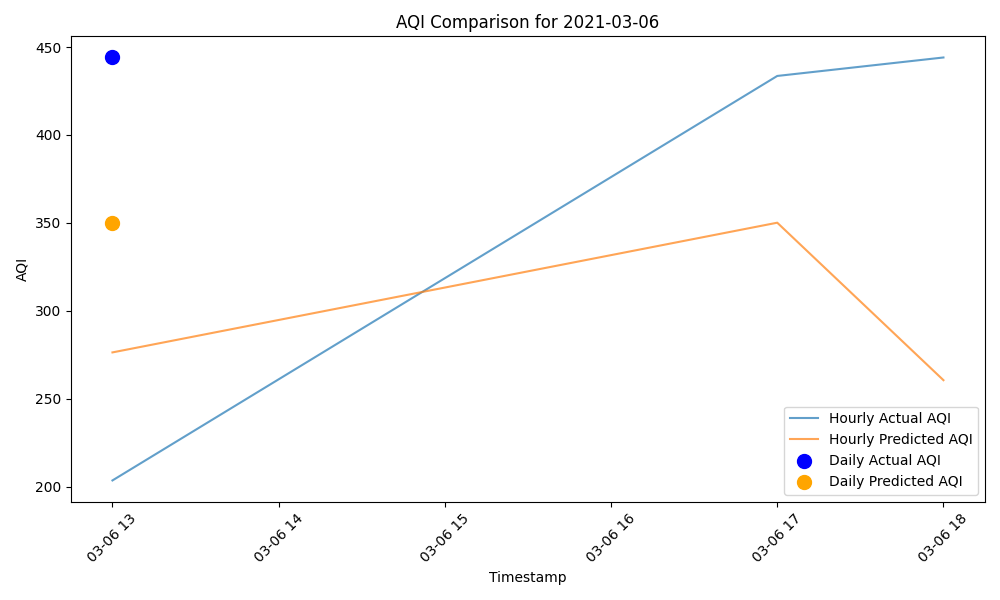 AQI Comparison for 2021-03-06
450
400
350
300
250
200
AQI
03-06 13
03-06 14
03-06 15
03-06 16
03-06 17
03-06 18
Timestamp
Hourly Actual AQI
Hourly Predicted AQI
Daily Actual AQI
Daily Predicted AQI